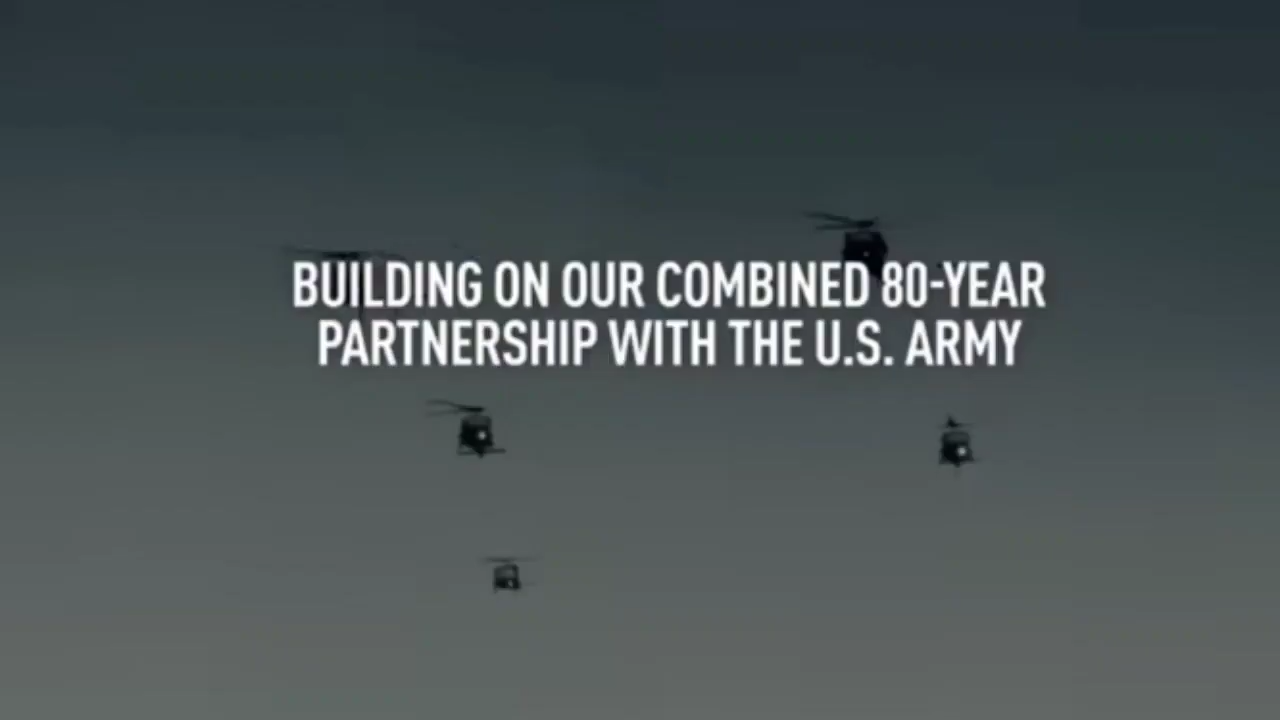 BUILDING ON OUR COMBINED 80-YEAR
PARTNERSHIP WITH THE U.S. ARMY